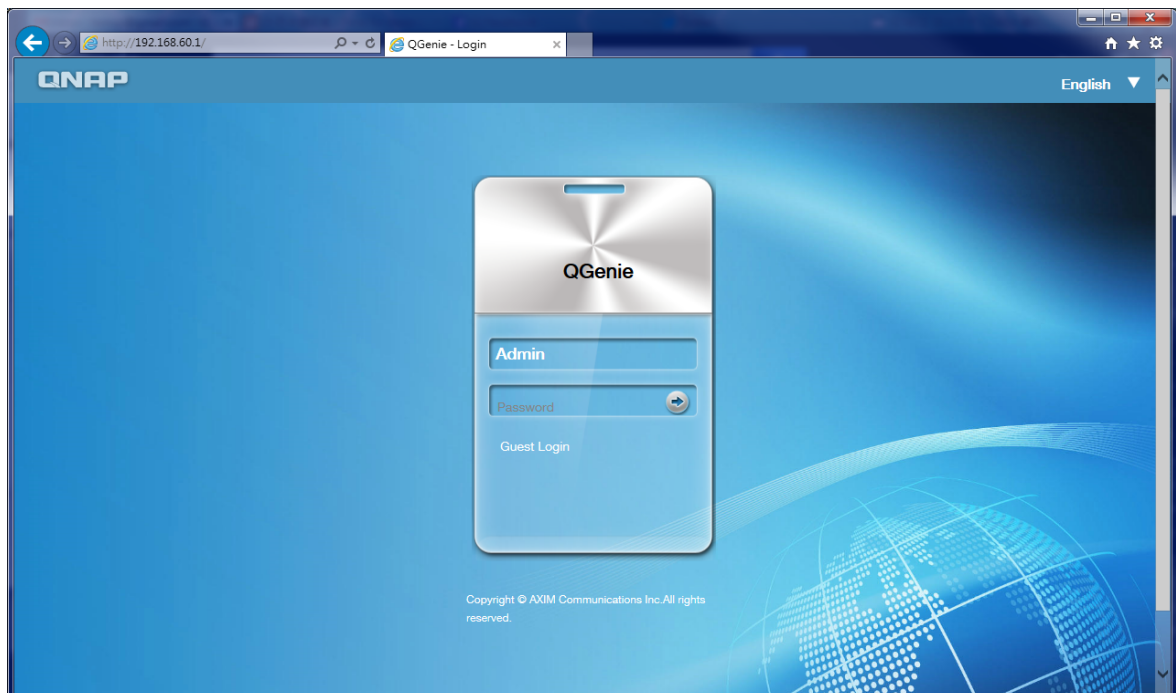 http://192.168.60.1/
QGenie - Login
QNAP
English
QGenie
Admin
Password
Guest Login
Copyright © AXIM Communications Inc.All rights
reserved.